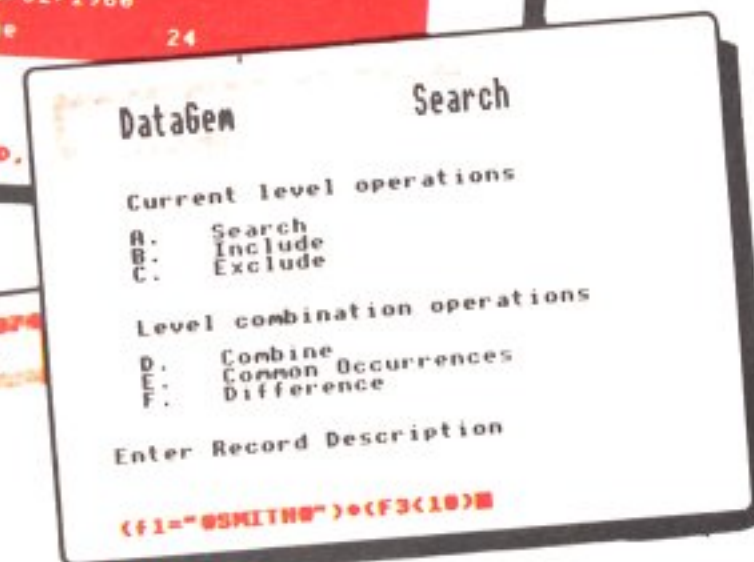 24
DataGem Search
Current level operations
A. Search
B. Include
C. Exclude
Level combination operations
D. Combine
E. Common Occurrences
F. Difference
Enter Record Description
(f1="@SMITH@")*(F3<10)